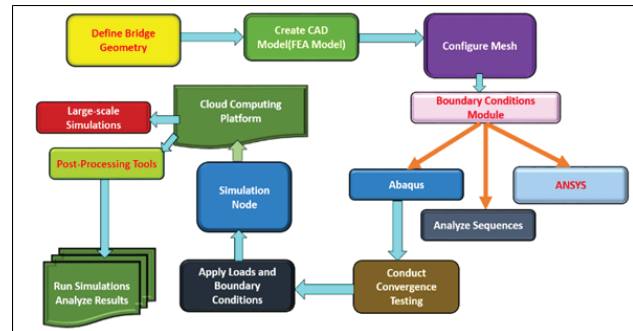 Define Bridge
Geometry
Create CAD
Model(FEA Model)
Configure Mesh
Boundary Conditions
Module
Abaqus
Analyze Sequences
ANSYS
Conduct
Convergence
Testing
Apply Loads and
Boundary
Conditions
Simulation
Node
Cloud Computing
Platform
Large-scale
Simulations
Post-Processing Tools
Run Simulations
Analyze Results